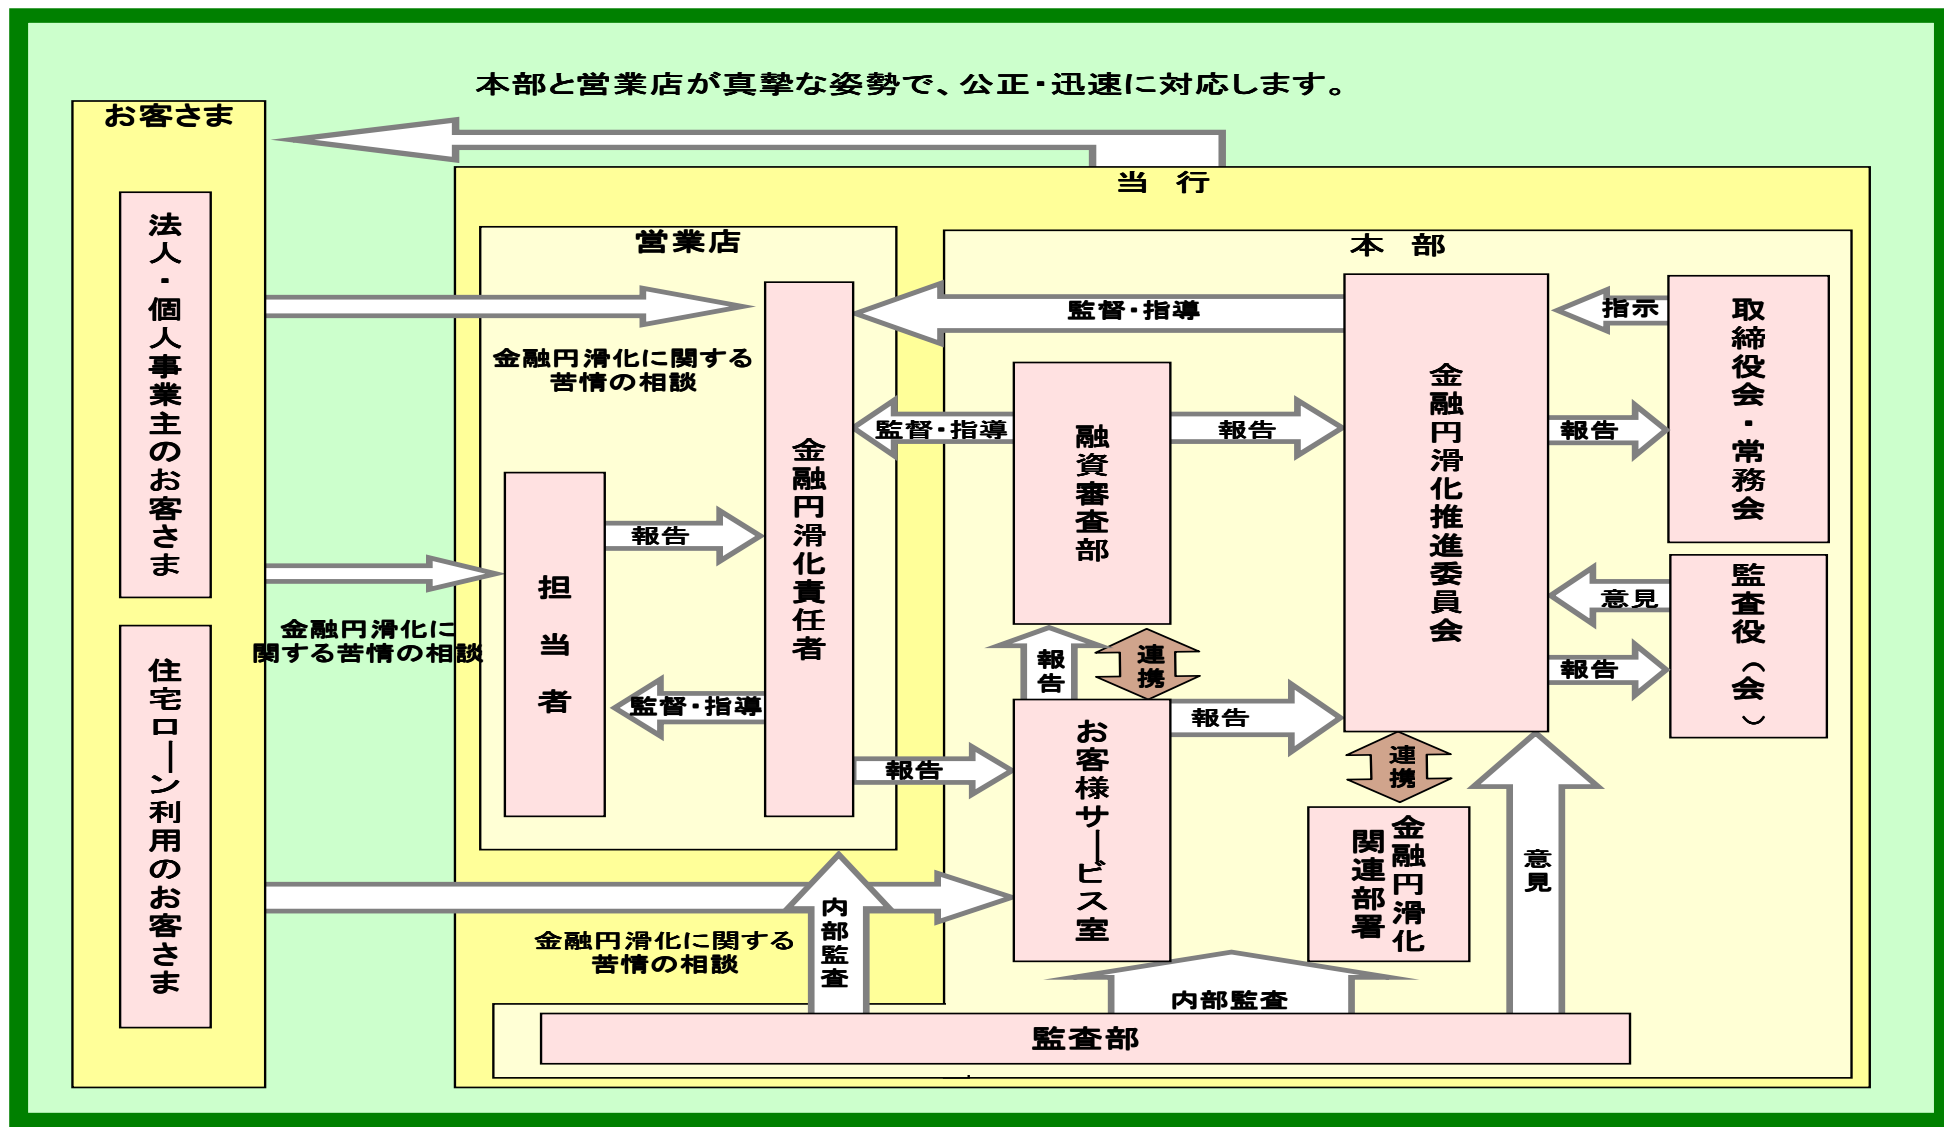 本部と営業店が真摯な姿勢で、公正・迅速に対応します。
お客さま
法人・個人事業主のお客さま
住宅ローン利用のお客さま
金融円滑化に
関する苦情の相談
当 行
営業店
金融円滑化に関する
苦情の相談
担当者
報告
監督・指導
金融円滑化責任者
報告
金融円滑化に関する
苦情の相談
内部監査
本 部
監督・指導
監督・指導
融資審査部
報告
報告
連携
お客様サービス室
報告
金融円滑化推進委員会
連携
金融円滑化
関連部署
指示
報告
取締役会・常務会
意見
報告
監査役(会)
意見
内部監査
監査部